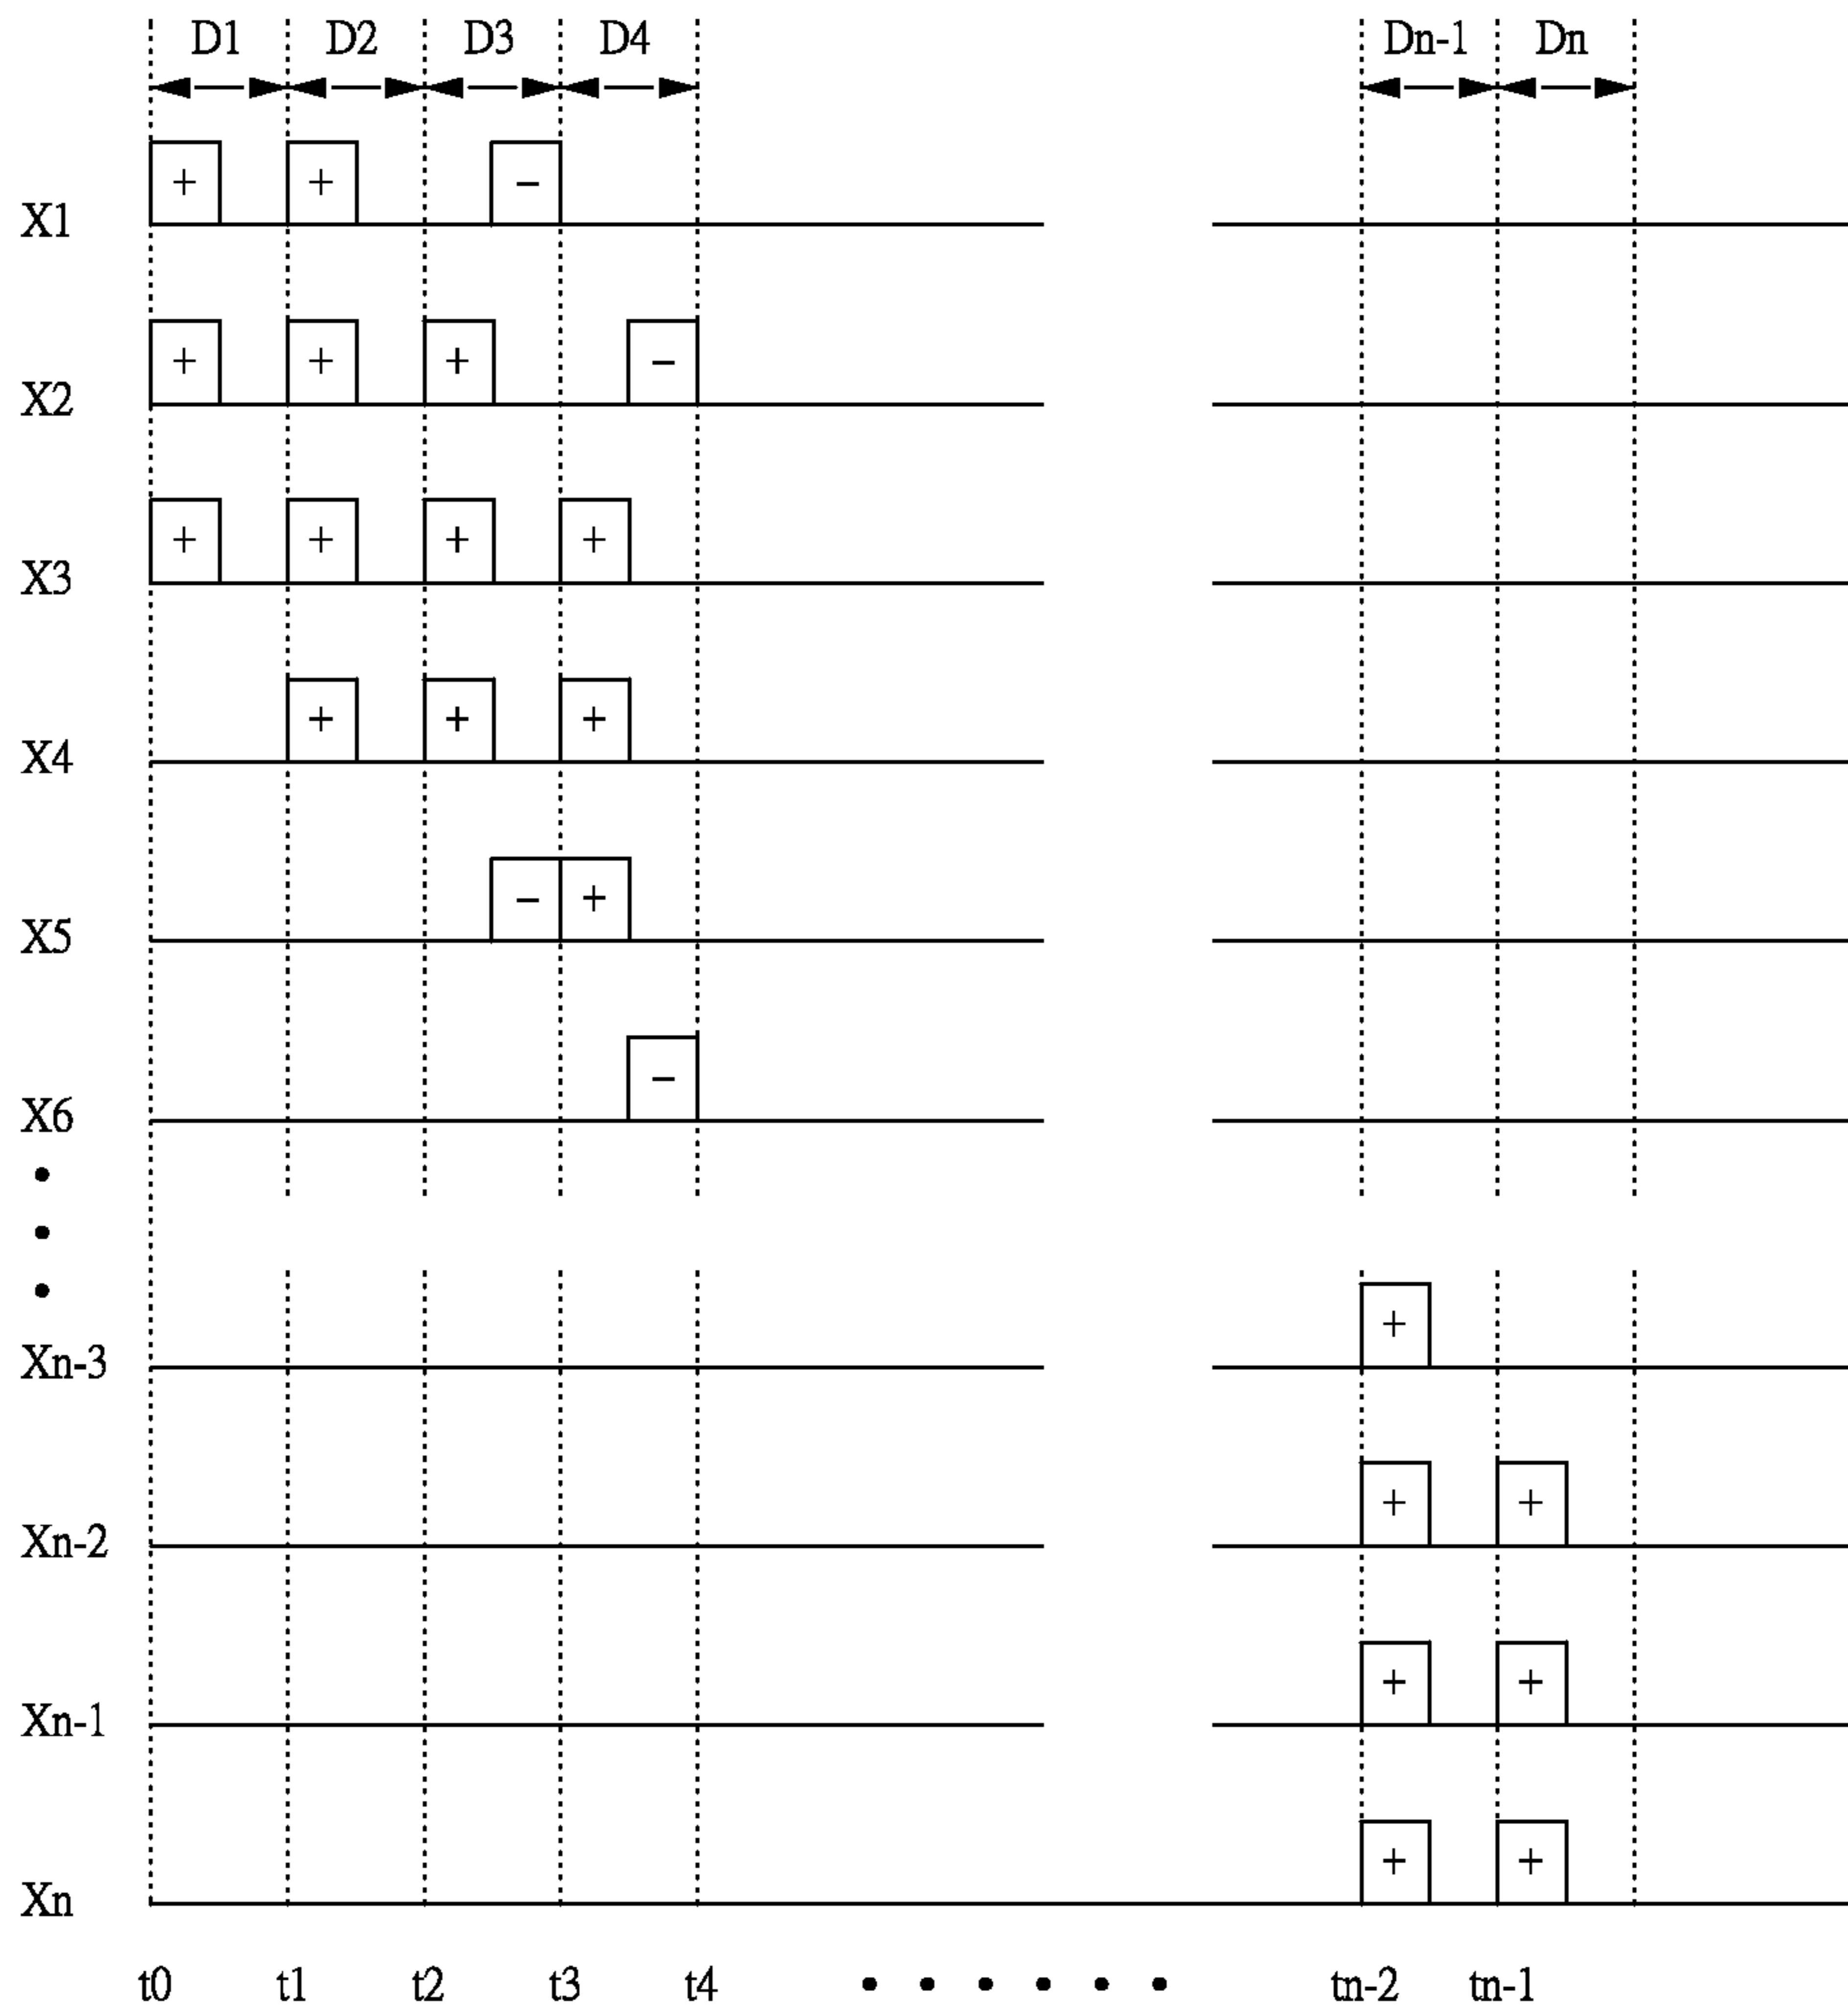 D1 D2 D3 D4 Dn-1 Dn
X1 + + −
X2 + + + −
X3 + + + +
X4 + + +
X5 − +
X6 −
Xn-3 +
Xn-2 + +
Xn-1 + +
Xn + +
t0 t1 t2 t3 t4 tn-2 tn-1